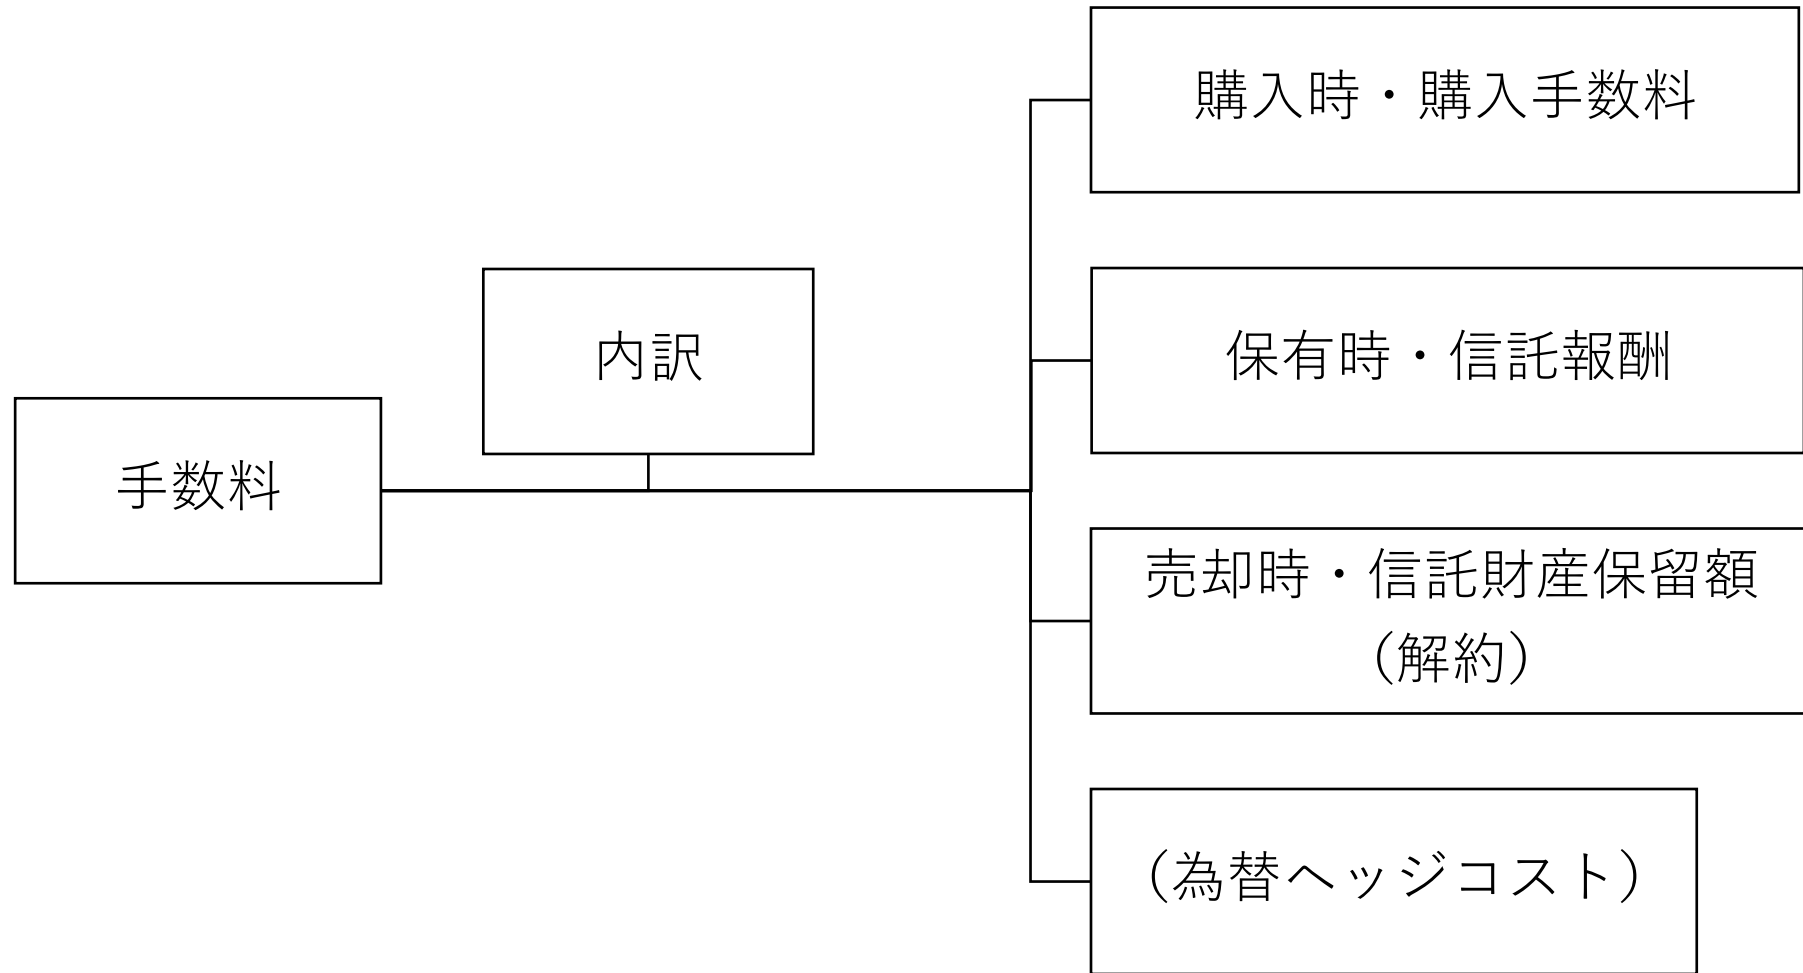 手数料
内訳
購入時・購入手数料
保有時・信託報酬
売却時・信託財産保留額
（解約）
（為替ヘッジコスト）